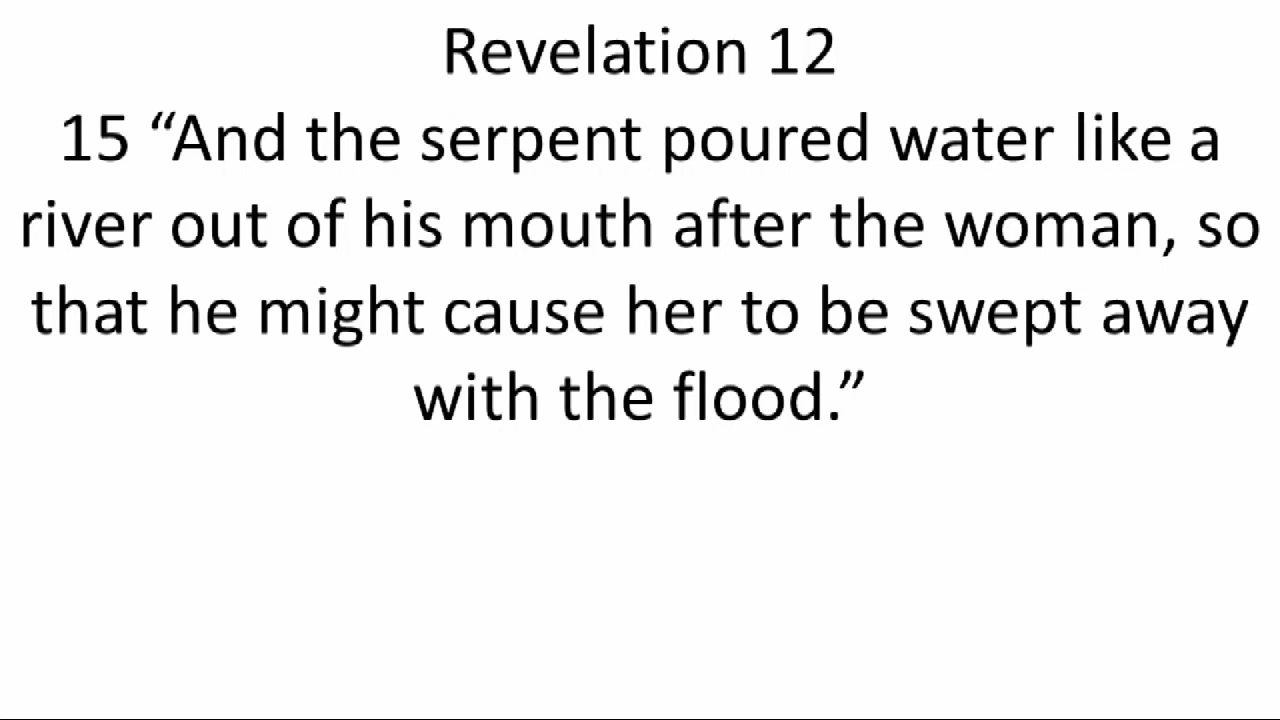 Revelation 12
15 “And the serpent poured water like a
river out of his mouth after the woman, so
that he might cause her to be swept away
with the flood.”